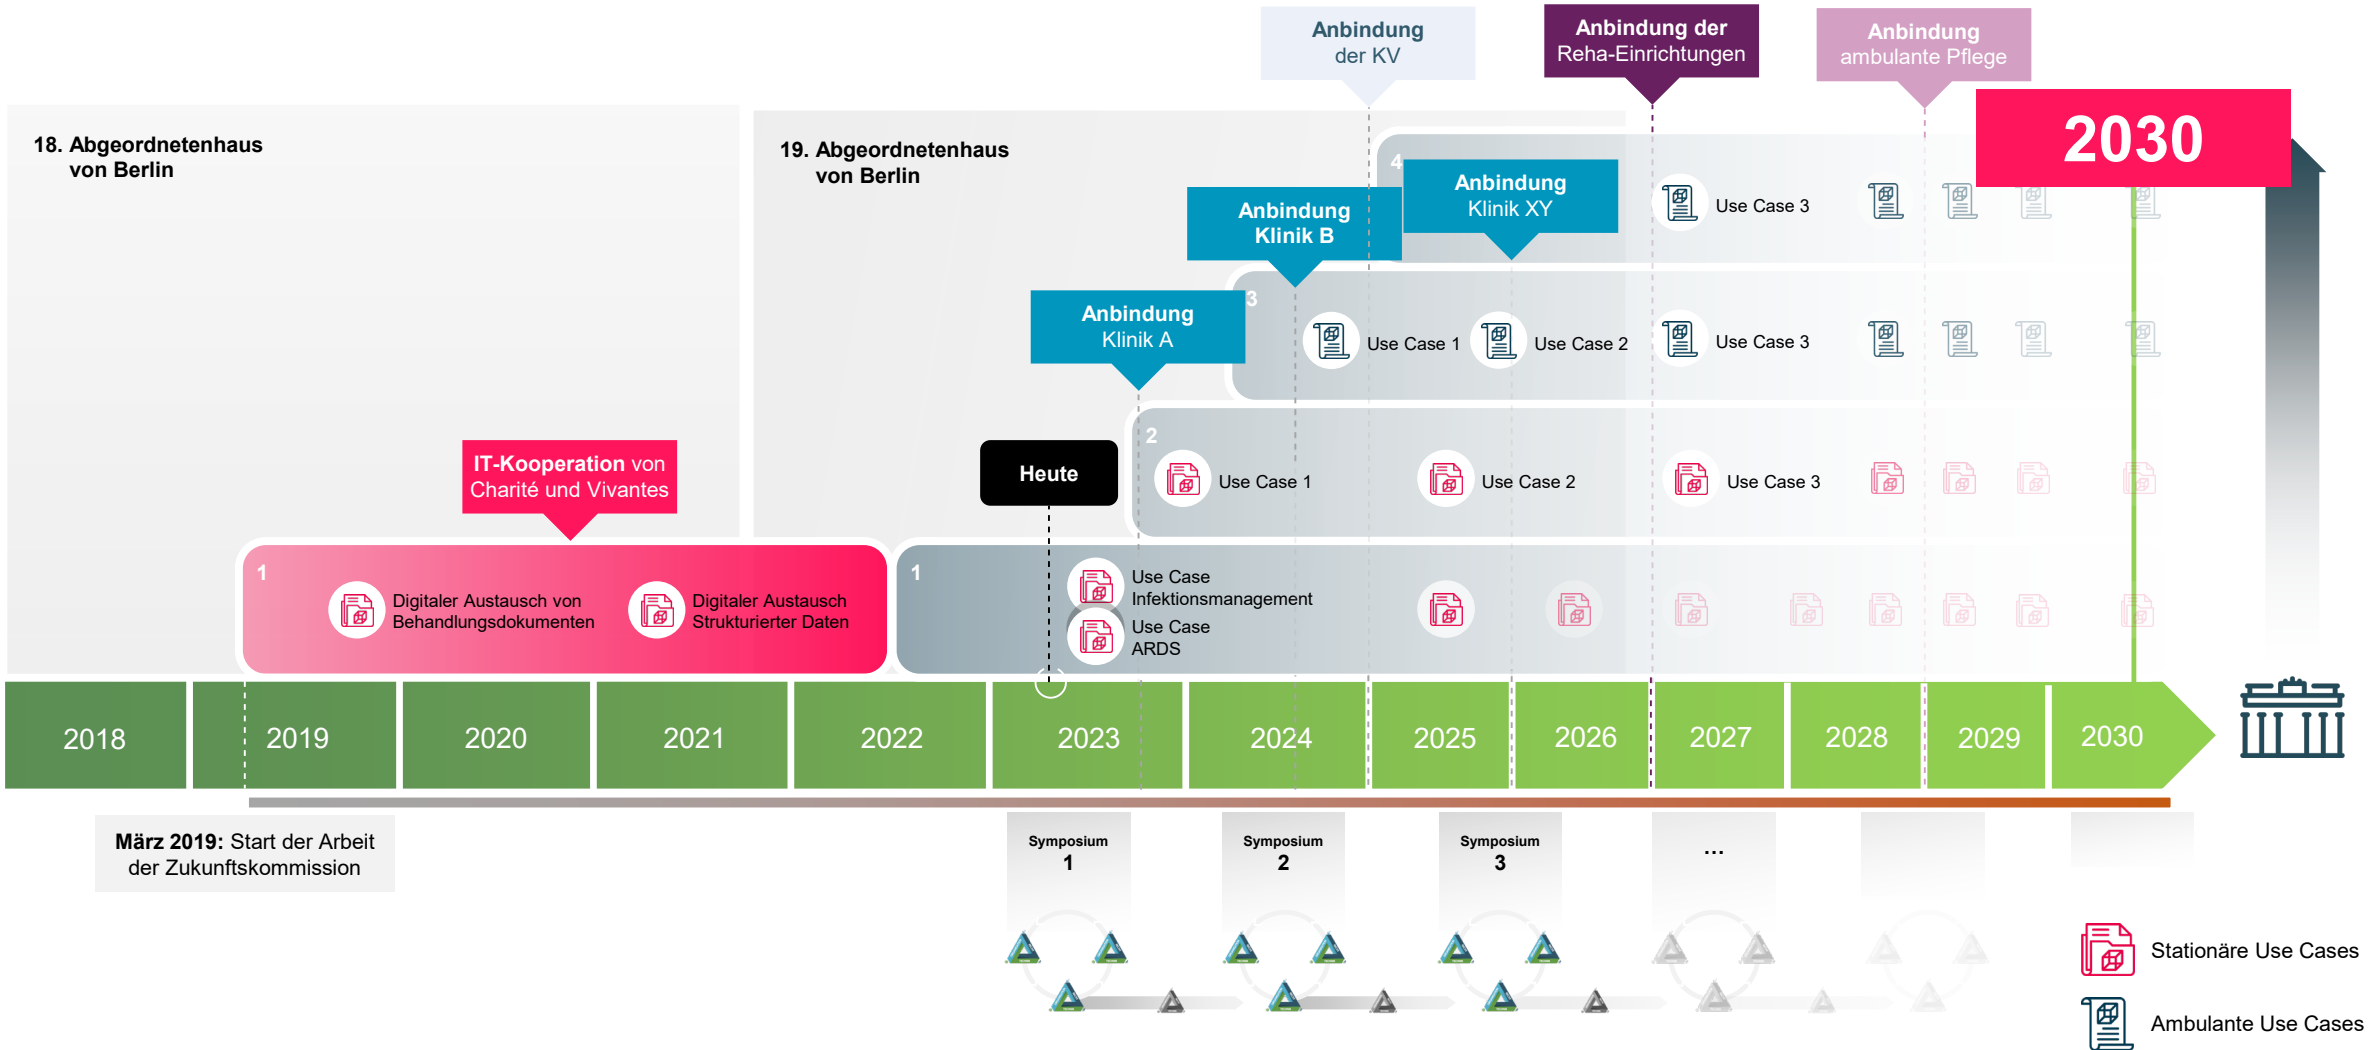 Anbindung
der KV
Anbindung der
Reha-Einrichtungen
Anbindung
ambulante Pflege
2030
18. Abgeordnetenhaus
von Berlin
19. Abgeordnetenhaus
von Berlin
4
Anbindung
Klinik XY
Use Case 3
Anbindung
Klinik B
3
Anbindung
Klinik A
Use Case 1
Use Case 2
Use Case 3
2
IT-Kooperation von
Charité und Vivantes
Heute
Use Case 1
Use Case 2
Use Case 3
1
Digitaler Austausch von
Behandlungsdokumenten
Digitaler Austausch
Strukturierter Daten
1
Use Case
Infektionsmanagement
Use Case
ARDS
2018
2019
2020
2021
2022
2023
2024
2025
2026
2027
2028
2029
2030
März 2019: Start der Arbeit
der Zukunftskommission
Symposium
1
Symposium
2
Symposium
3
...
Stationäre Use Cases
Ambulante Use Cases